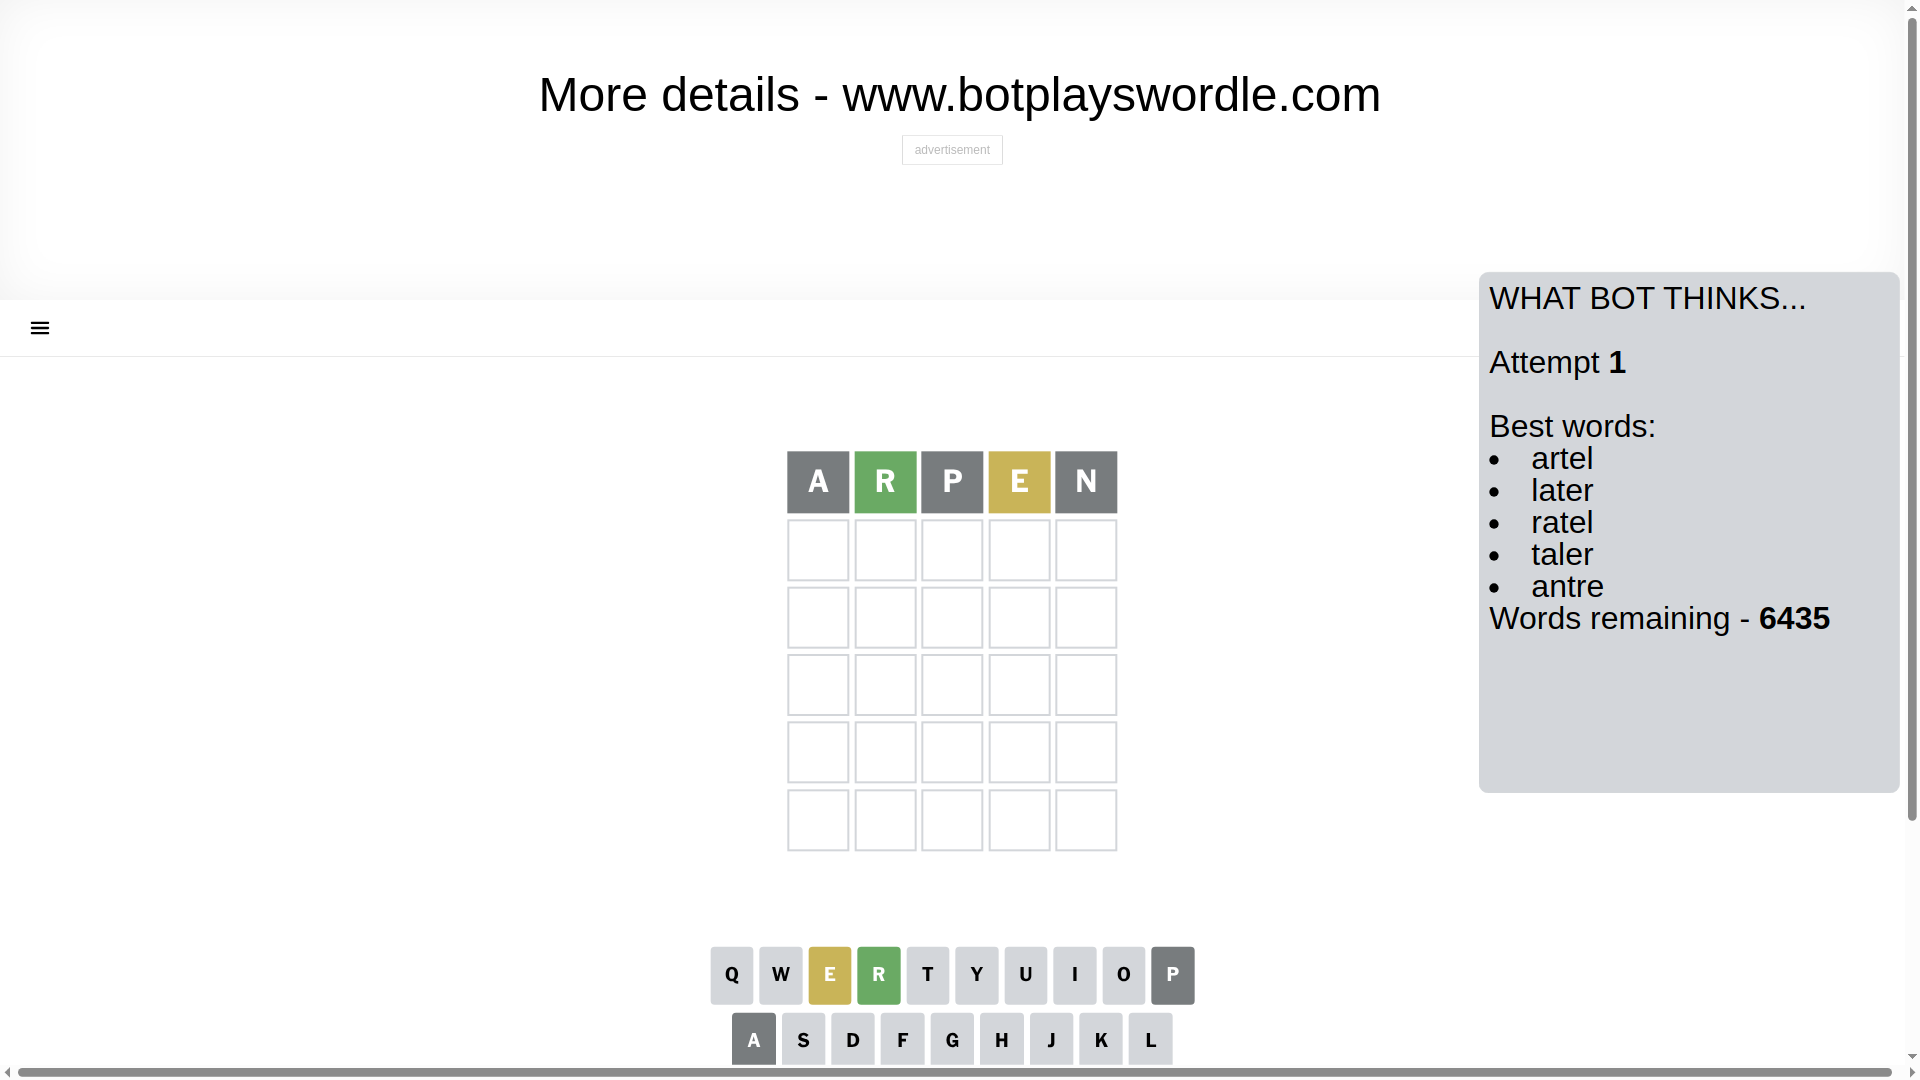 More details - www.botplayswordle.com
advertisement
WHAT BOT THINKS...
Attempt 1
Best words:
artel
later
ratel
taler
antre
Words remaining - 6435
A R P E N
Q W E R T Y U I O P
A S D F G H J K L